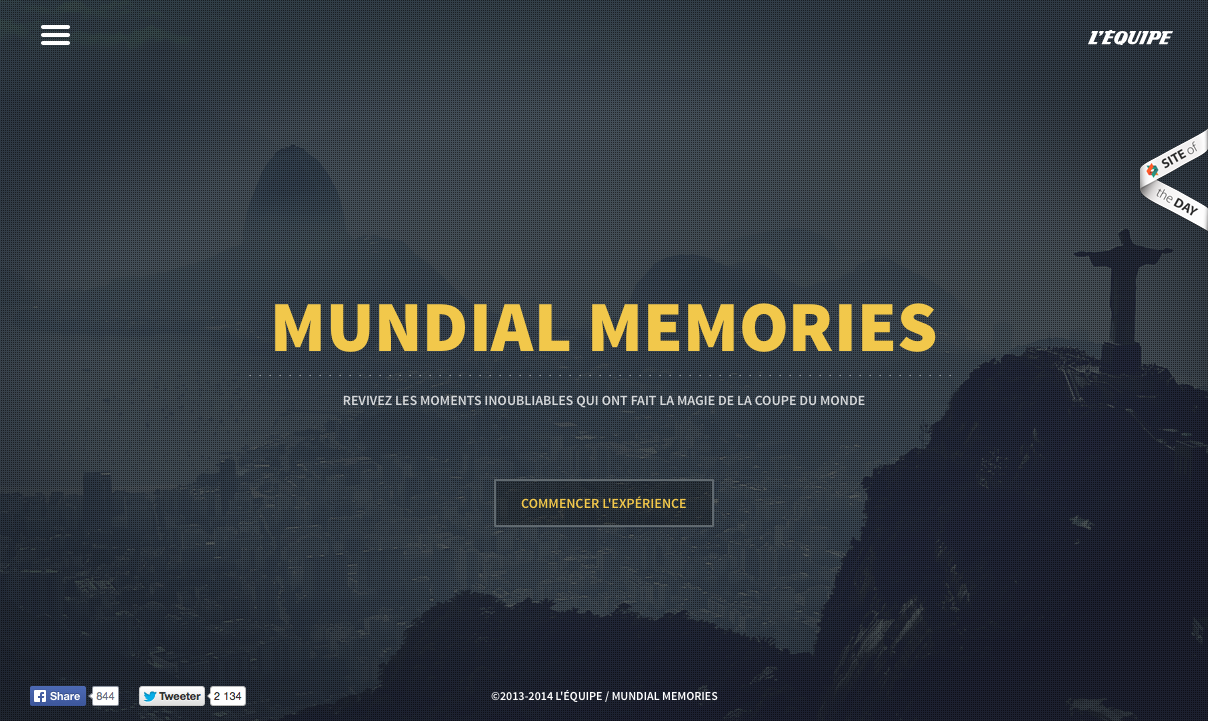 L'ÉQUIPE
SITE of
the DAY
MUNDIAL MEMORIES
REVIVEZ LES MOMENTS INOUBLIABLES QUI ONT FAIT LA MAGIE DE LA COUPE DU MONDE
COMMENCER L'EXPÉRIENCE
Share 844 Tweeter 2 134 ©2013-2014 L'ÉQUIPE / MUNDIAL MEMORIES